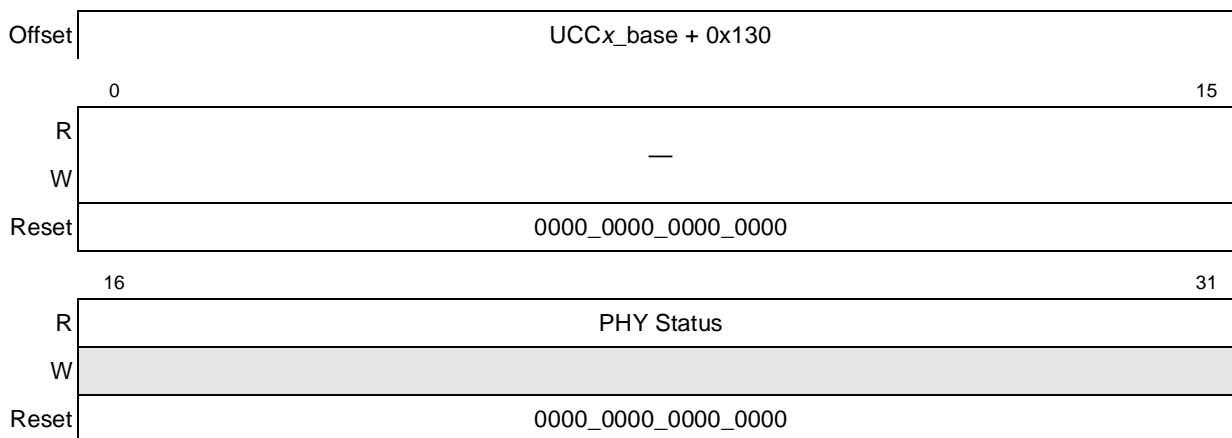 Offset UCCx_base + 0x130
0 15
R
—
W
Reset 0000_0000_0000_0000
16 31
R PHY Status
W
Reset 0000_0000_0000_0000